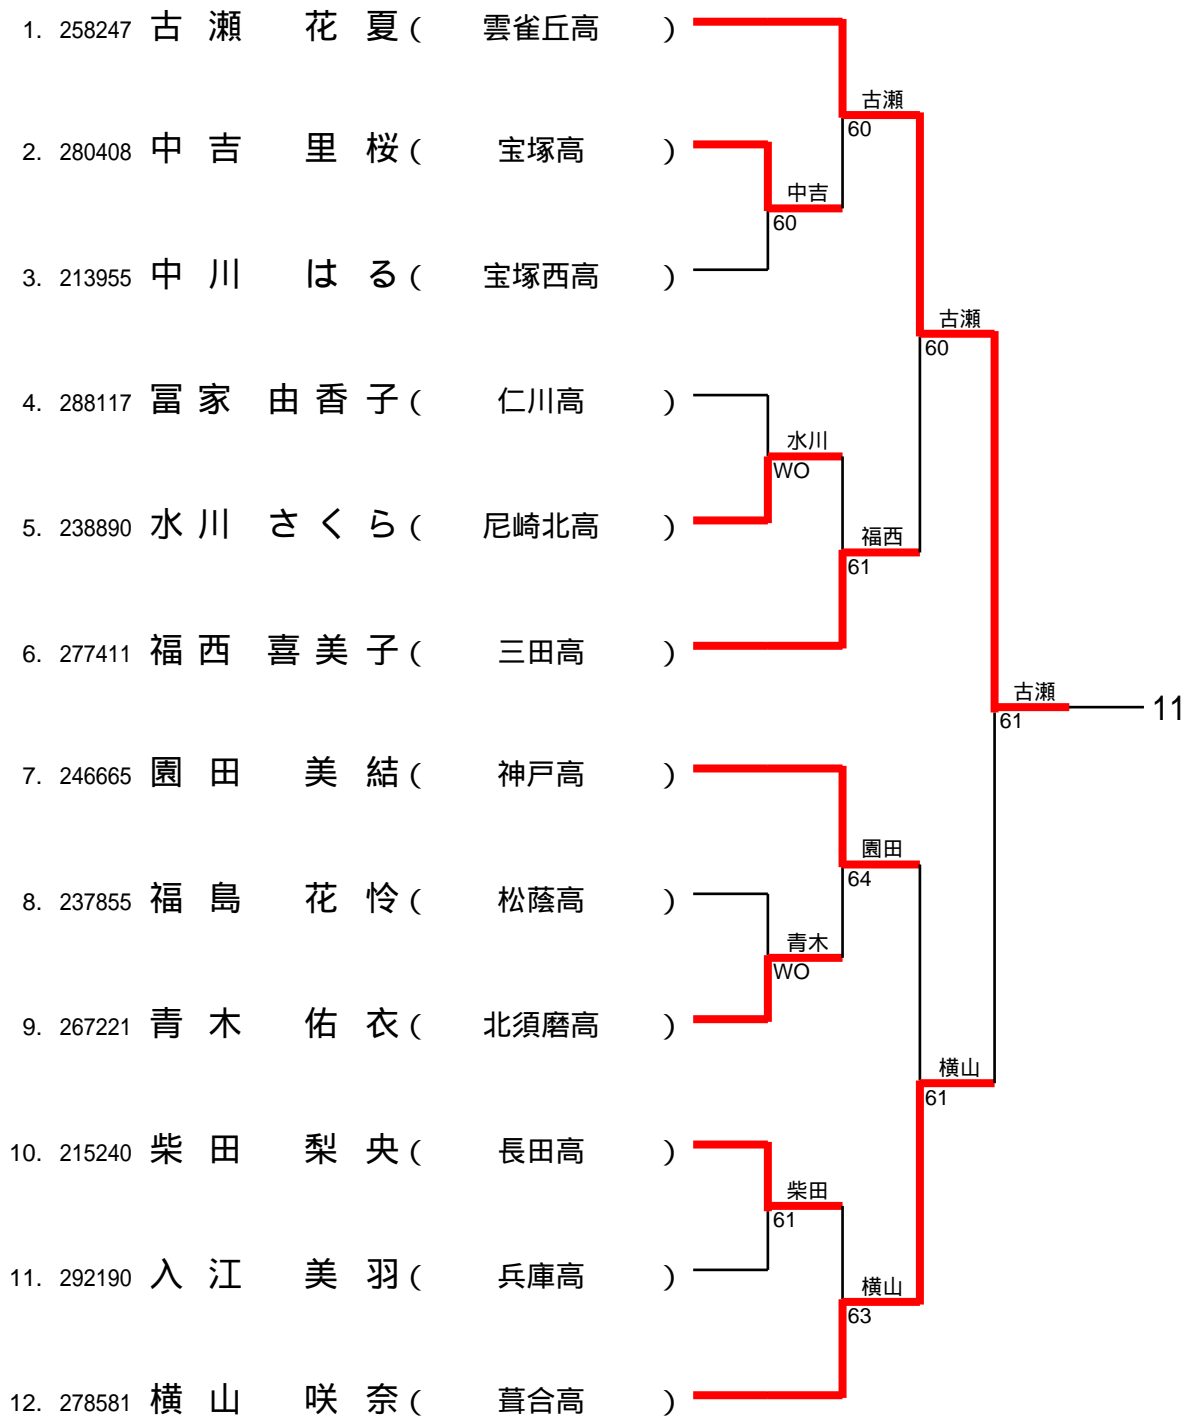 1. 258247 古瀬 花夏 ( 雲雀丘高 )
古瀬
60
2. 280408 中吉 里桜 ( 宝塚高 )
中吉
60
3. 213955 中川 はる ( 宝塚西高 )
古瀬
60
4. 288117 冨家 由香子 ( 仁川高 )
水川
WO
5. 238890 水川 さくら ( 尼崎北高 )
福西
61
6. 277411 福西 喜美子 ( 三田高 )
古瀬
61
11
7. 246665 園田 美結 ( 神戸高 )
園田
64
8. 237855 福島 花怜 ( 松蔭高 )
青木
WO
9. 267221 青木 佑衣 ( 北須磨高 )
横山
61
10. 215240 柴田 梨央 ( 長田高 )
柴田
61
11. 292190 入江 美羽 ( 兵庫高 )
横山
63
12. 278581 横山 咲奈 ( 葺合高 )